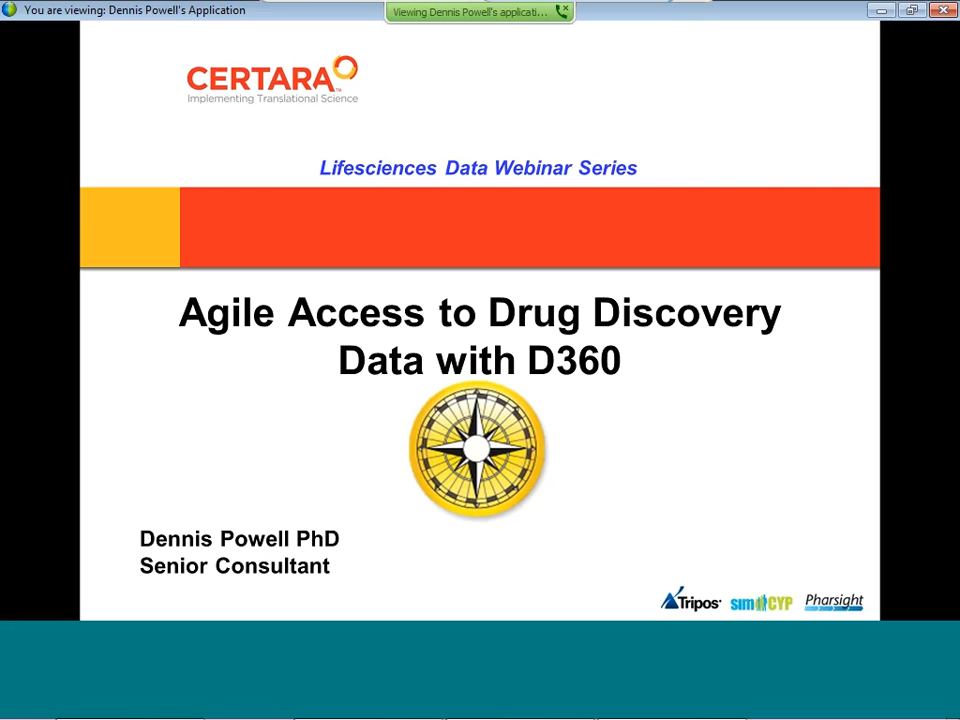 You are viewing: Dennis Powell's Application
Viewing Dennis Powell's applicati...
CERTARA™
Implementing Translational Science
Lifesciences Data Webinar Series
Agile Access to Drug Discovery
Data with D360
Dennis Powell PhD
Senior Consultant
Tripos
simCYP
Pharsight